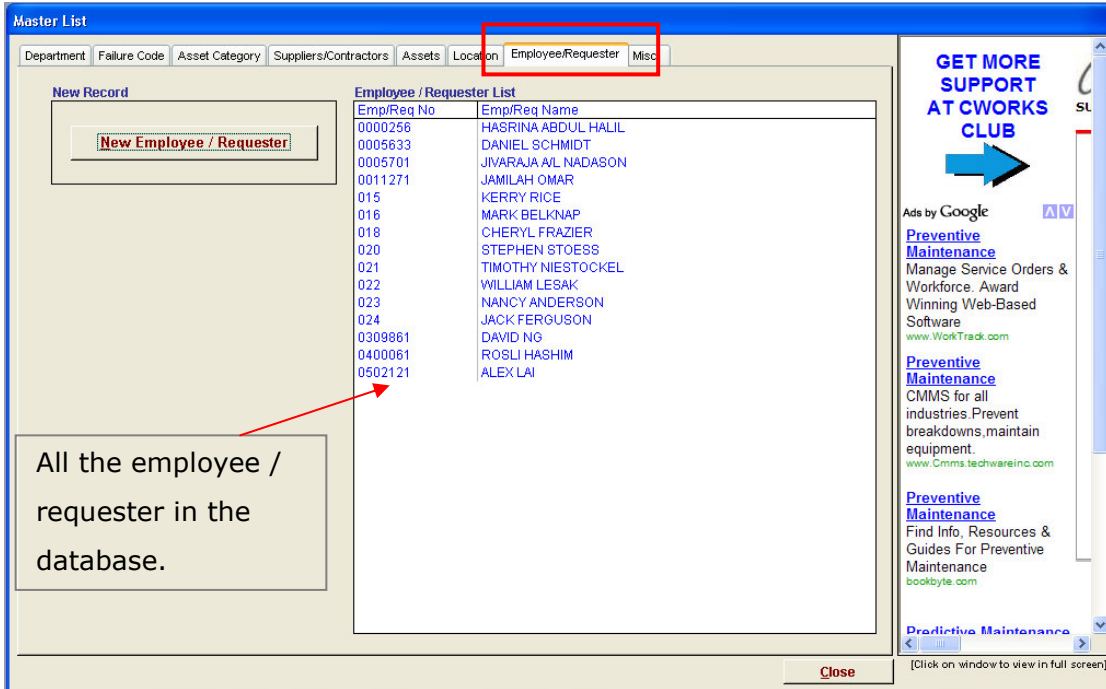 Master List
Department Failure Code Asset Category Suppliers/Contractors Assets Location Employee/Requester Misc
New Record
New Employee / Requester
Employee / Requester List
Emp/Req No Emp/Req Name
0000256 HASRINA ABDUL HALIL
0005633 DANIEL SCHMIDT
0005701 JIVARAJA A/L NADASON
0011271 JAMILAH OMAR
015 KERRY RICE
016 MARK BELKNAP
018 CHERYL FRAZIER
020 STEPHEN STOESS
021 TIMOTHY NIESTOCKEL
022 WILLIAM LESAK
023 NANCY ANDERSON
024 JACK FERGUSON
0309861 DAVID NG
0400061 ROSLI HASHIM
0502121 ALEX LAI
All the employee /
requester in the
database.
GET MORE
SUPPORT
AT CWORKS
CLUB
Ads by Google
Preventive
Maintenance
Manage Service Orders &
Workforce. Award
Winning Web-Based
Software
www.WorkTrack.com
Preventive
Maintenance
CMMS for all
industries.Prevent
breakdowns,maintain
equipment.
www.Cmms.techwareinc.com
Preventive
Maintenance
Find Info, Resources &
Guides For Preventive
Maintenance
bookbyte.com
Predictive Maintenance
Close
[Click on window to view in full screen]